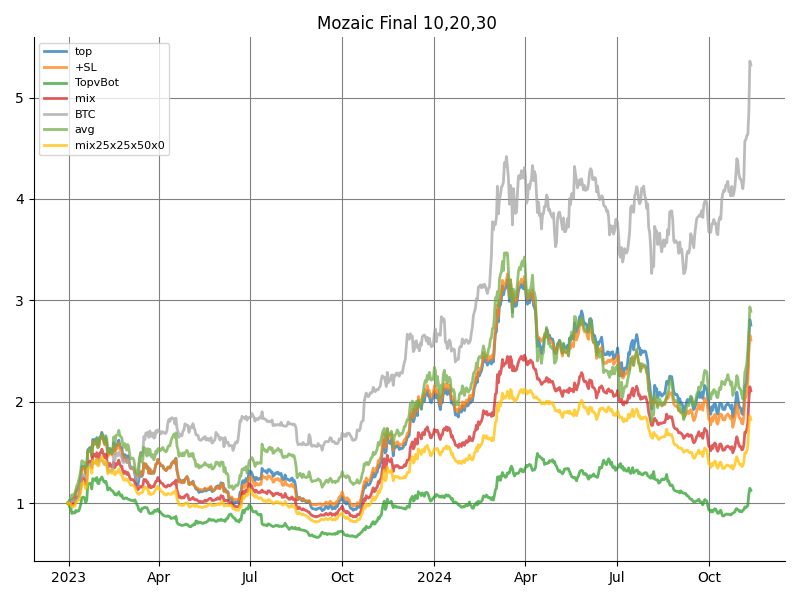 Mozaic Final 10,20,30
top
+SL
TopvBot
mix
BTC
avg
mix25x25x50x0
5
4
3
2
1
2023 Apr Jul Oct 2024 Apr Jul Oct